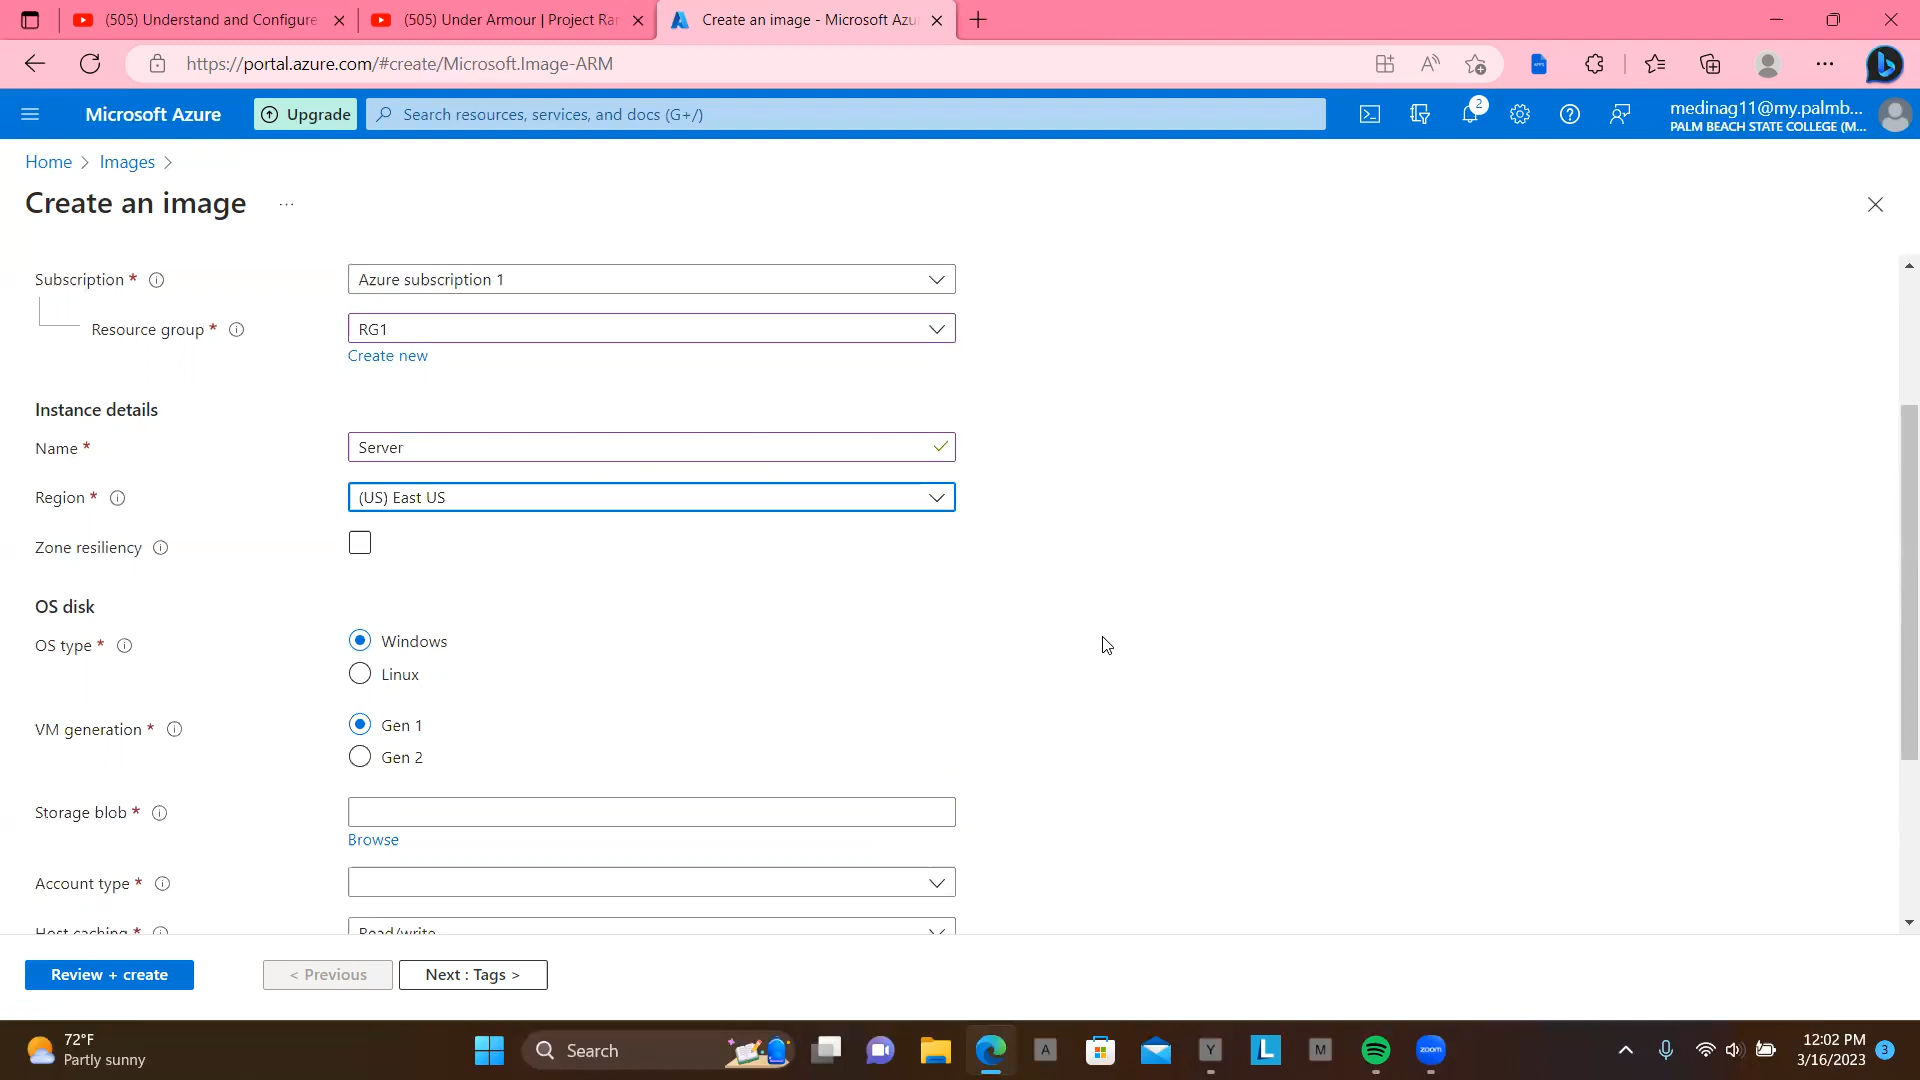 (505) Understand and Configure
(505) Under Armour | Project Ra
Create an image - Microsoft Azu
https://portal.azure.com/#create/Microsoft.Image-ARM
Microsoft Azure
Upgrade
Search resources, services, and docs (G+/)
2
medinag11@my.palmb...
PALM BEACH STATE COLLEGE (M...
Home > Images >
Create an image ...
Subscription *
Azure subscription 1
Resource group *
RG1
Create new
Instance details
Name *
Server
Region *
(US) East US
Zone resiliency
OS disk
OS type *
Windows
Linux
VM generation *
Gen 1
Gen 2
Storage blob *
Browse
Account type *
Host caching *
Read/write
Review + create
< Previous
Next : Tags >
72°F
Partly sunny
Search
A
Y
L
M
zoom
12:02 PM
3/16/2023
3